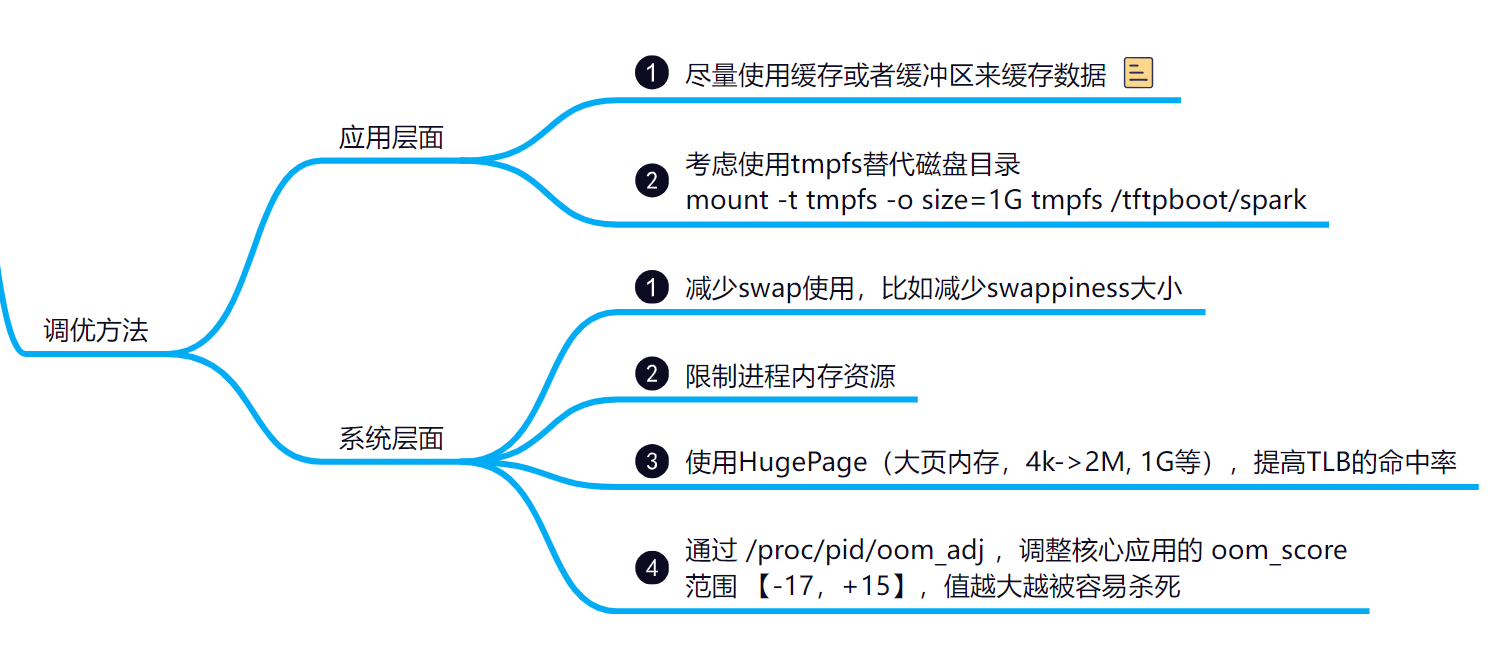 调优方法
应用层面
1 尽量使用缓存或者缓冲区来缓存数据
2 考虑使用tmpfs替代磁盘目录
mount -t tmpfs -o size=1G tmpfs /tftpboot/spark
系统层面
1 减少swap使用，比如减少swappiness大小
2 限制进程内存资源
3 使用HugePage（大页内存，4k->2M, 1G等），提高TLB的命中率
4 通过 /proc/pid/oom_adj ，调整核心应用的 oom_score
范围 【-17，+15】，值越大越被容易杀死